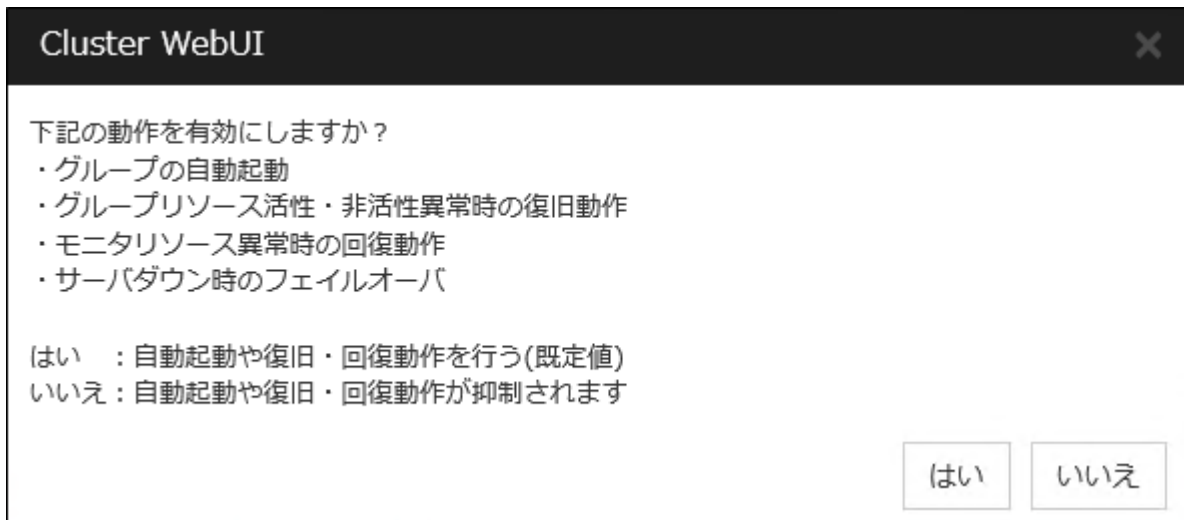 Cluster WebUI
下記の動作を有効にしますか？
・グループの自動起動
・グループリソース活性・非活性異常時の復旧動作
・モニタリソース異常時の回復動作
・サーバダウン時のフェイルオーバ
はい　：自動起動や復旧・回復動作を行う(既定値)
いいえ：自動起動や復旧・回復動作が抑制されます
はい　いいえ